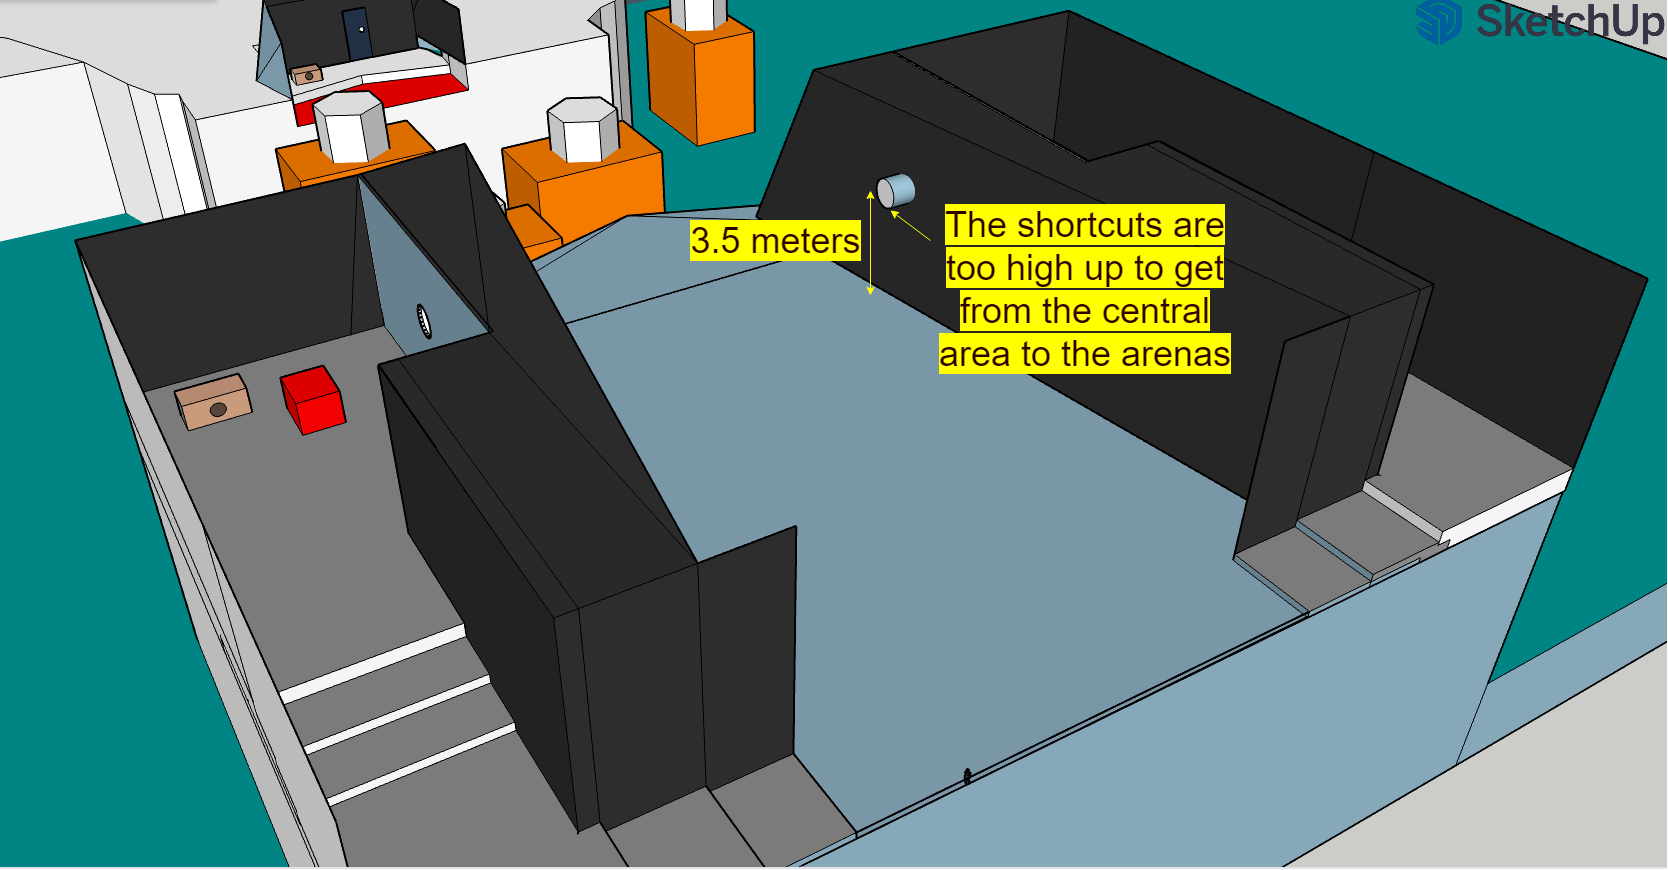 SketchUp
3.5 meters
The shortcuts are
too high up to get
from the central
area to the arenas